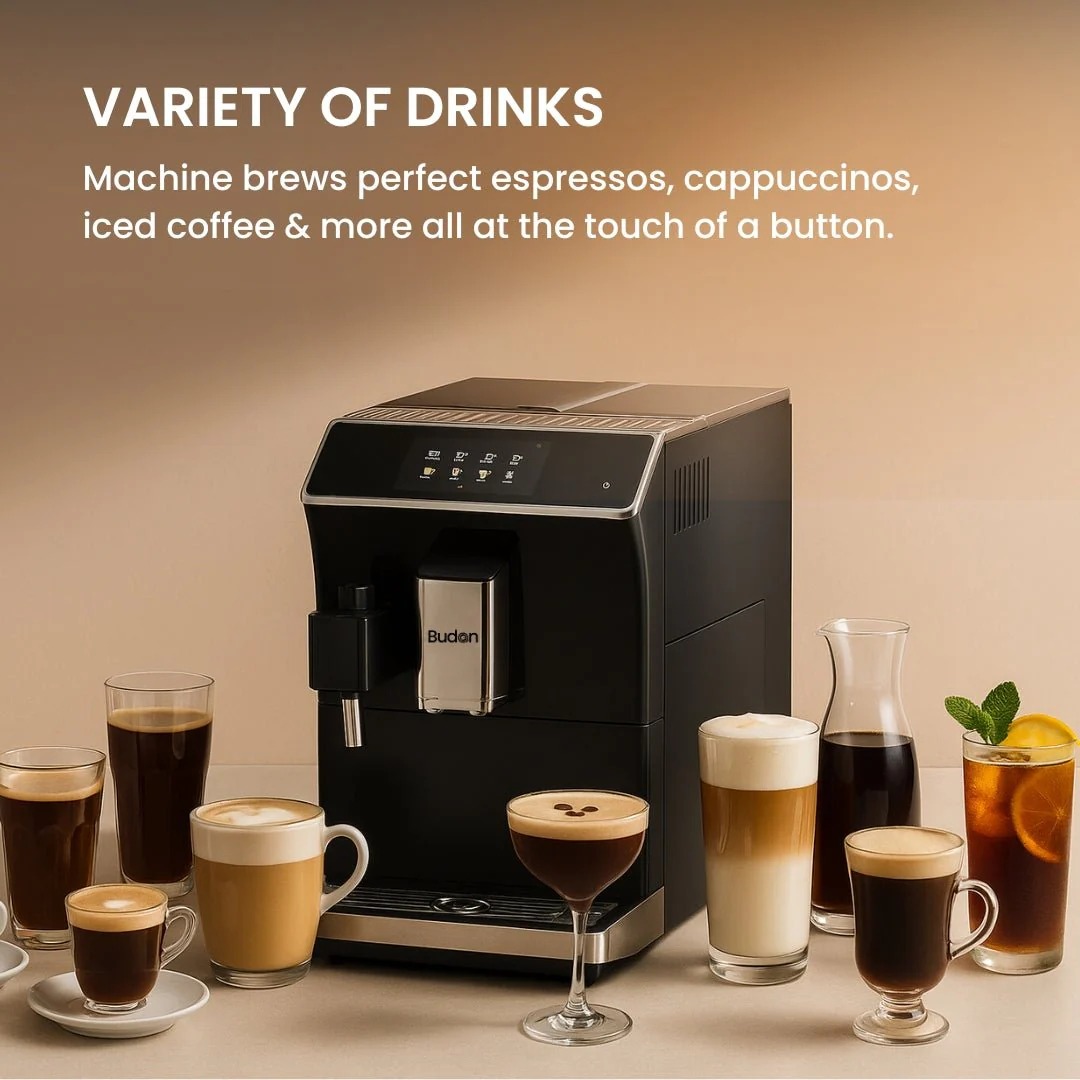 VARIETY OF DRINKS
Machine brews perfect espressos, cappuccinos,
iced coffee & more all at the touch of a button.
Budan